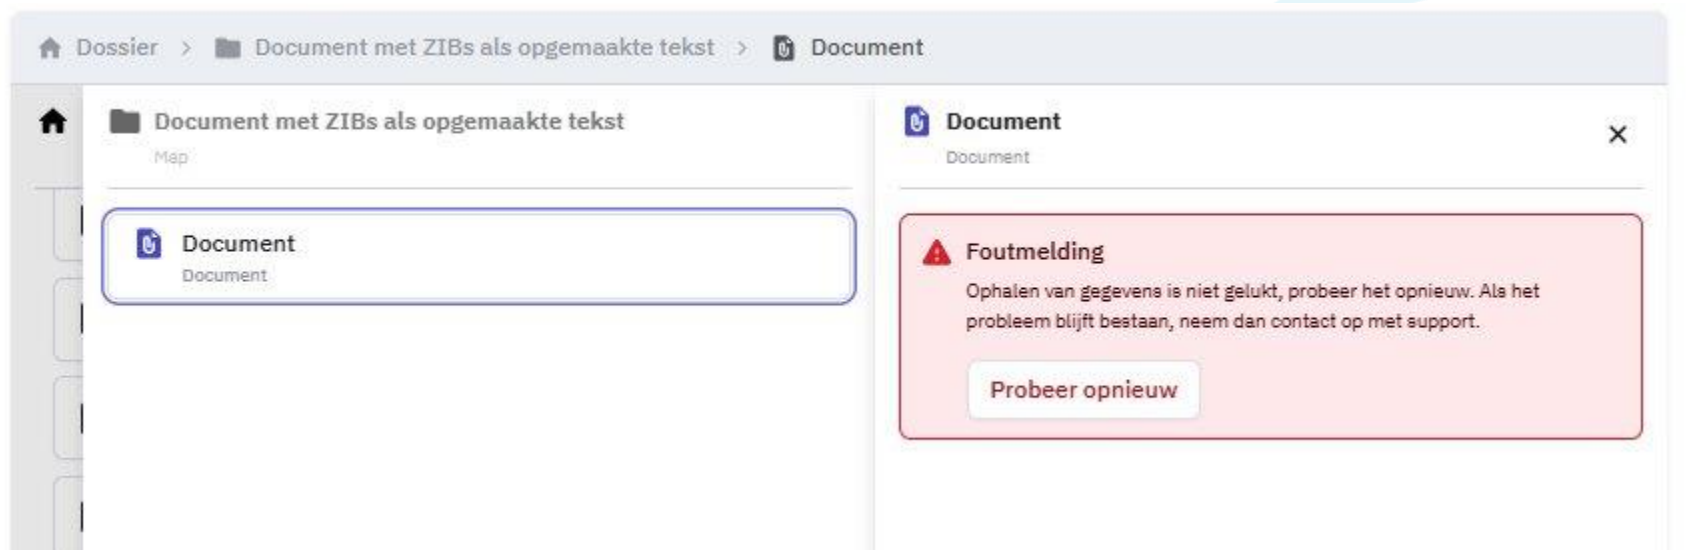 Dossier > Document met ZIBs als opgemaakte tekst > Document
Document met ZIBs als opgemaakte tekst
Map
Document
Document
Document
Document
Foutmelding
Ophalen van gegevens is niet gelukt, probeer het opnieuw. Als het
probleem blijft bestaan, neem dan contact op met support.
Probeer opnieuw